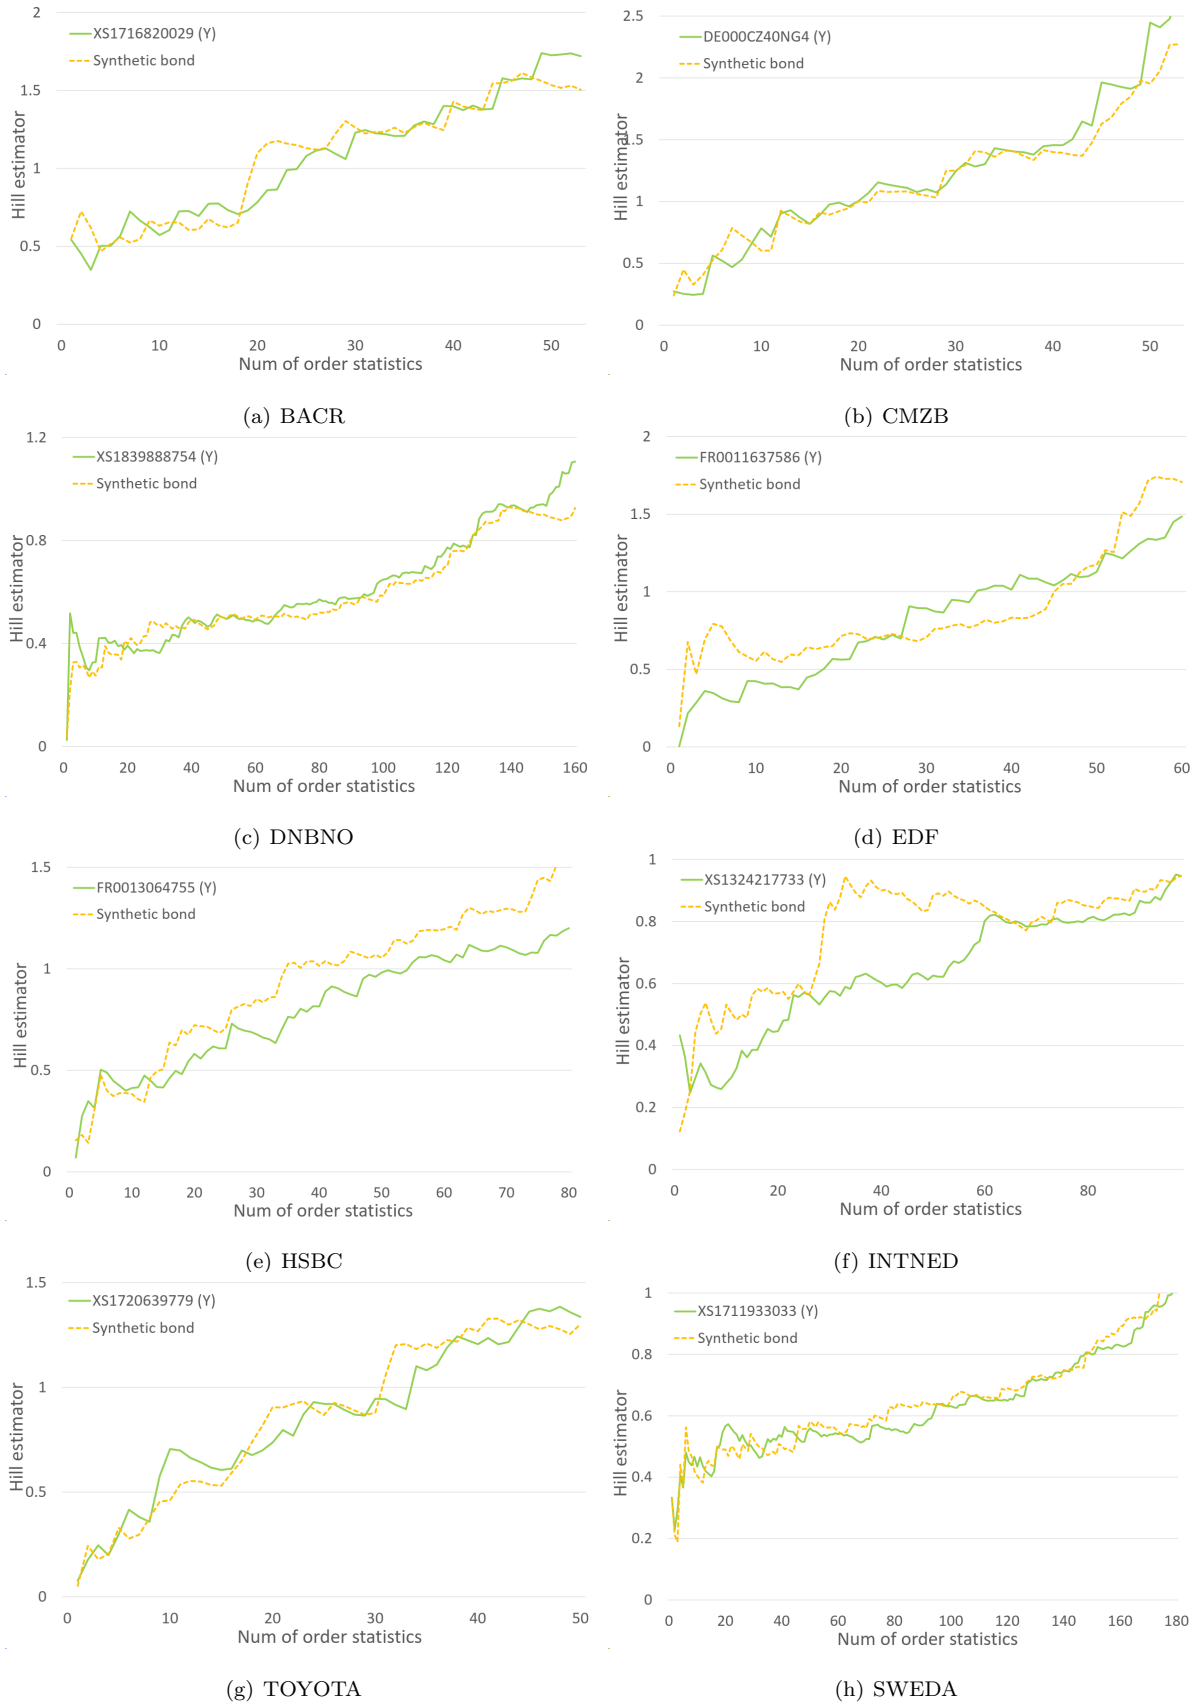 2
1.5
1
0.5
0
Hill estimator
XS1716820029 (Y)
Synthetic bond
0 10 20 30 40 50
Num of order statistics
(a) BACR
2.5
2
1.5
1
0.5
0
Hill estimator
DE000CZ40NG4 (Y)
Synthetic bond
0 10 20 30 40 50
Num of order statistics
(b) CMZB
1.2
0.8
0.4
0
Hill estimator
XS1839888754 (Y)
Synthetic bond
0 20 40 60 80 100 120 140 160
Num of order statistics
(c) DNBNO
2
1.5
1
0.5
0
Hill estimator
FR0011637586 (Y)
Synthetic bond
0 10 20 30 40 50 60
Num of order statistics
(d) EDF
1.5
1
0.5
0
Hill estimator
FR0013064755 (Y)
Synthetic bond
0 10 20 30 40 50 60 70 80
Num of order statistics
(e) HSBC
1
0.8
0.6
0.4
0.2
0
Hill estimator
XS1324217733 (Y)
Synthetic bond
0 20 40 60 80
Num of order statistics
(f) INTNED
1.5
1
0.5
0
Hill estimator
XS1720639779 (Y)
Synthetic bond
0 10 20 30 40 50
Num of order statistics
(g) TOYOTA
1
0.8
0.6
0.4
0.2
0
Hill estimator
XS1711933033 (Y)
Synthetic bond
0 20 40 60 80 100 120 140 160 180
Num of order statistics
(h) SWEDA